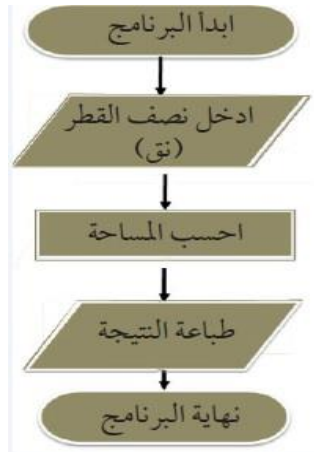 ابدأ البرنامج
ادخل نصف القطر
(نق)
احسب المساحة
طباعة النتيجة
نهاية البرنامج